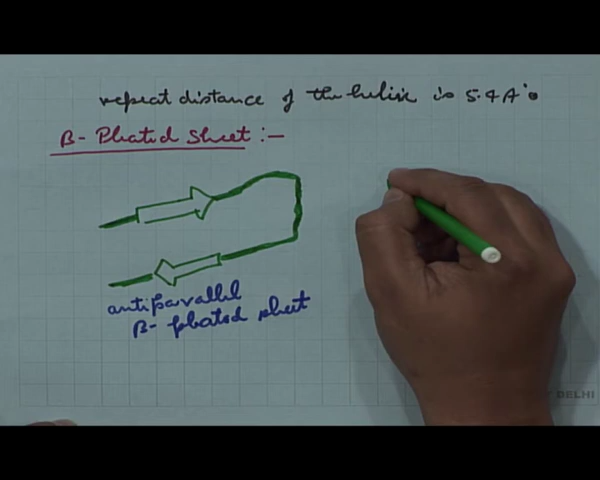 repeat distance of the helix is 5.4 A°
β- Pleated Sheet :-
antiparallel
β- pleated sheet
DELHI